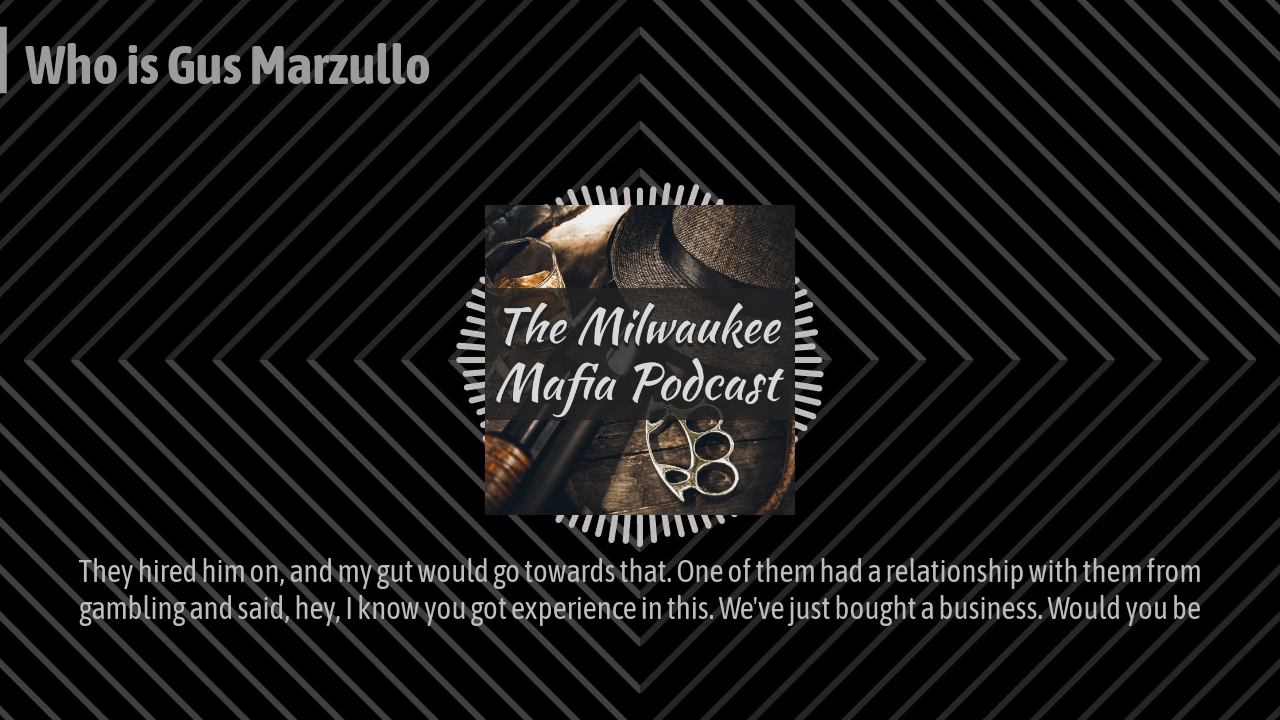 Who is Gus Marzullo
The Milwaukee
Mafia Podcast
They hired him on, and my gut would go towards that. One of them had a relationship with them from
gambling and said, hey, I know you got experience in this. We've just bought a business. Would you be